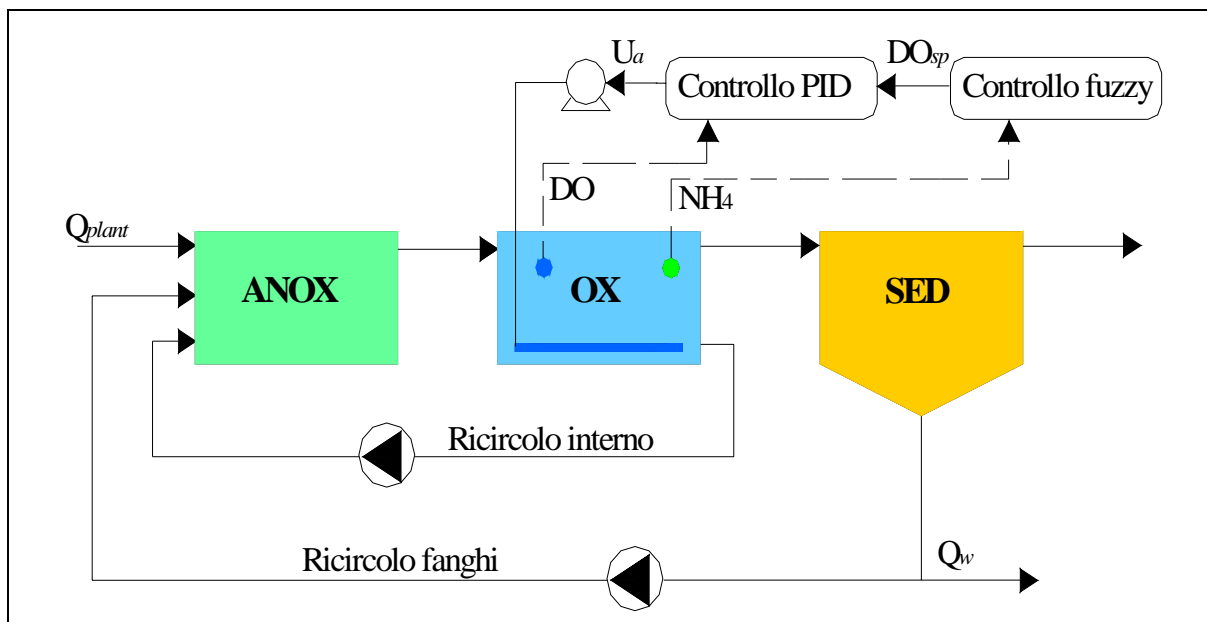 Ua
DOsp
Controllo PID
Controllo fuzzy
DO
NH4
Qplant
ANOX
OX
SED
Ricircolo interno
Ricircolo fanghi
Qw